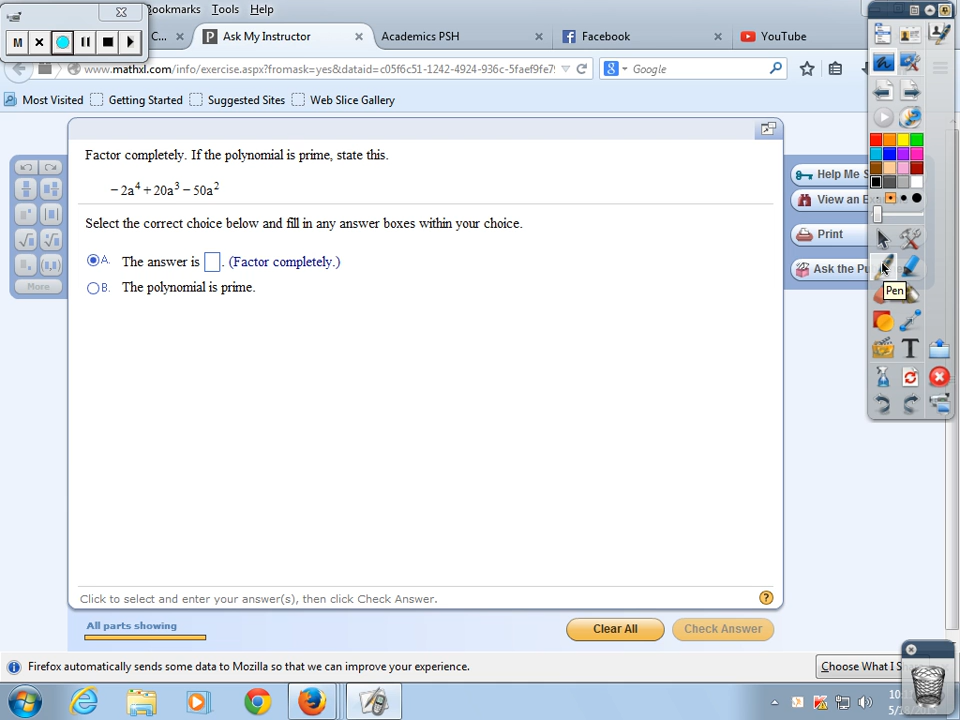 Bookmarks Tools Help
M
C... Ask My Instructor Academics PSH Facebook YouTube
www.mathxl.com/info/exercise.aspx?fromask=yes&dataid=c05f6c51-1242-4924-936c-5faef9fe75 Google
Most Visited Getting Started Suggested Sites Web Slice Gallery
Factor completely. If the polynomial is prime, state this.
− 2a⁴ + 20a³ − 50a²
Select the correct choice below and fill in any answer boxes within your choice.
A. The answer is . (Factor completely.)
B. The polynomial is prime.
More
Help Me S
View an E
Print
Ask the Pu
Pen
T
Click to select and enter your answer(s), then click Check Answer.
All parts showing
Clear All Check Answer
Firefox automatically sends some data to Mozilla so that we can improve your experience.
Choose What I S